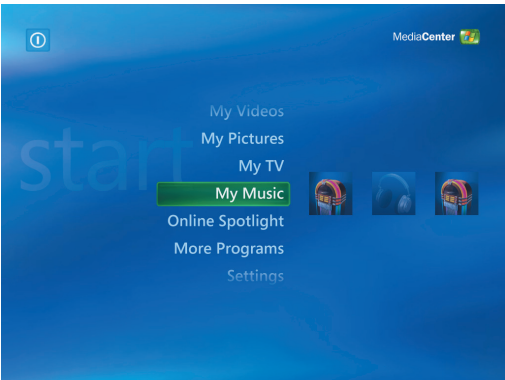 MediaCenter
start
My Videos
My Pictures
My TV
My Music
Online Spotlight
More Programs
Settings